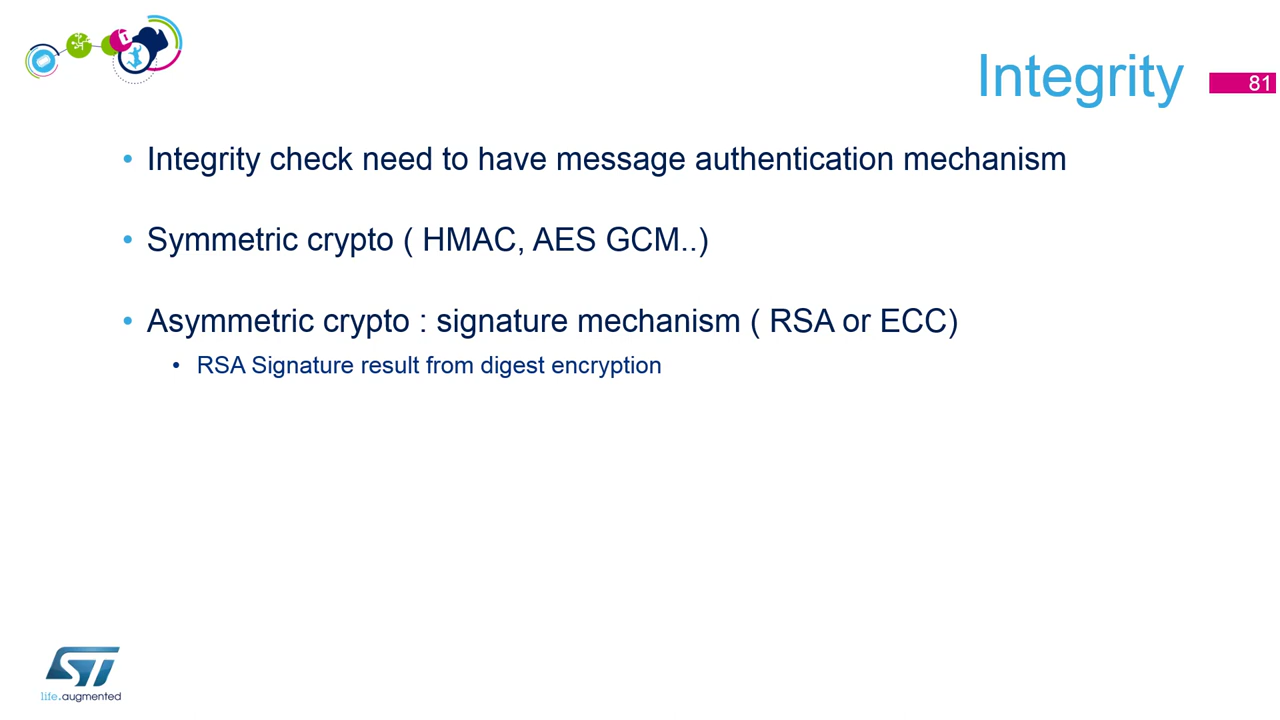 Integrity
81
• Integrity check need to have message authentication mechanism
• Symmetric crypto ( HMAC, AES GCM..)
• Asymmetric crypto : signature mechanism ( RSA or ECC)
• RSA Signature result from digest encryption
ST
life.augmented